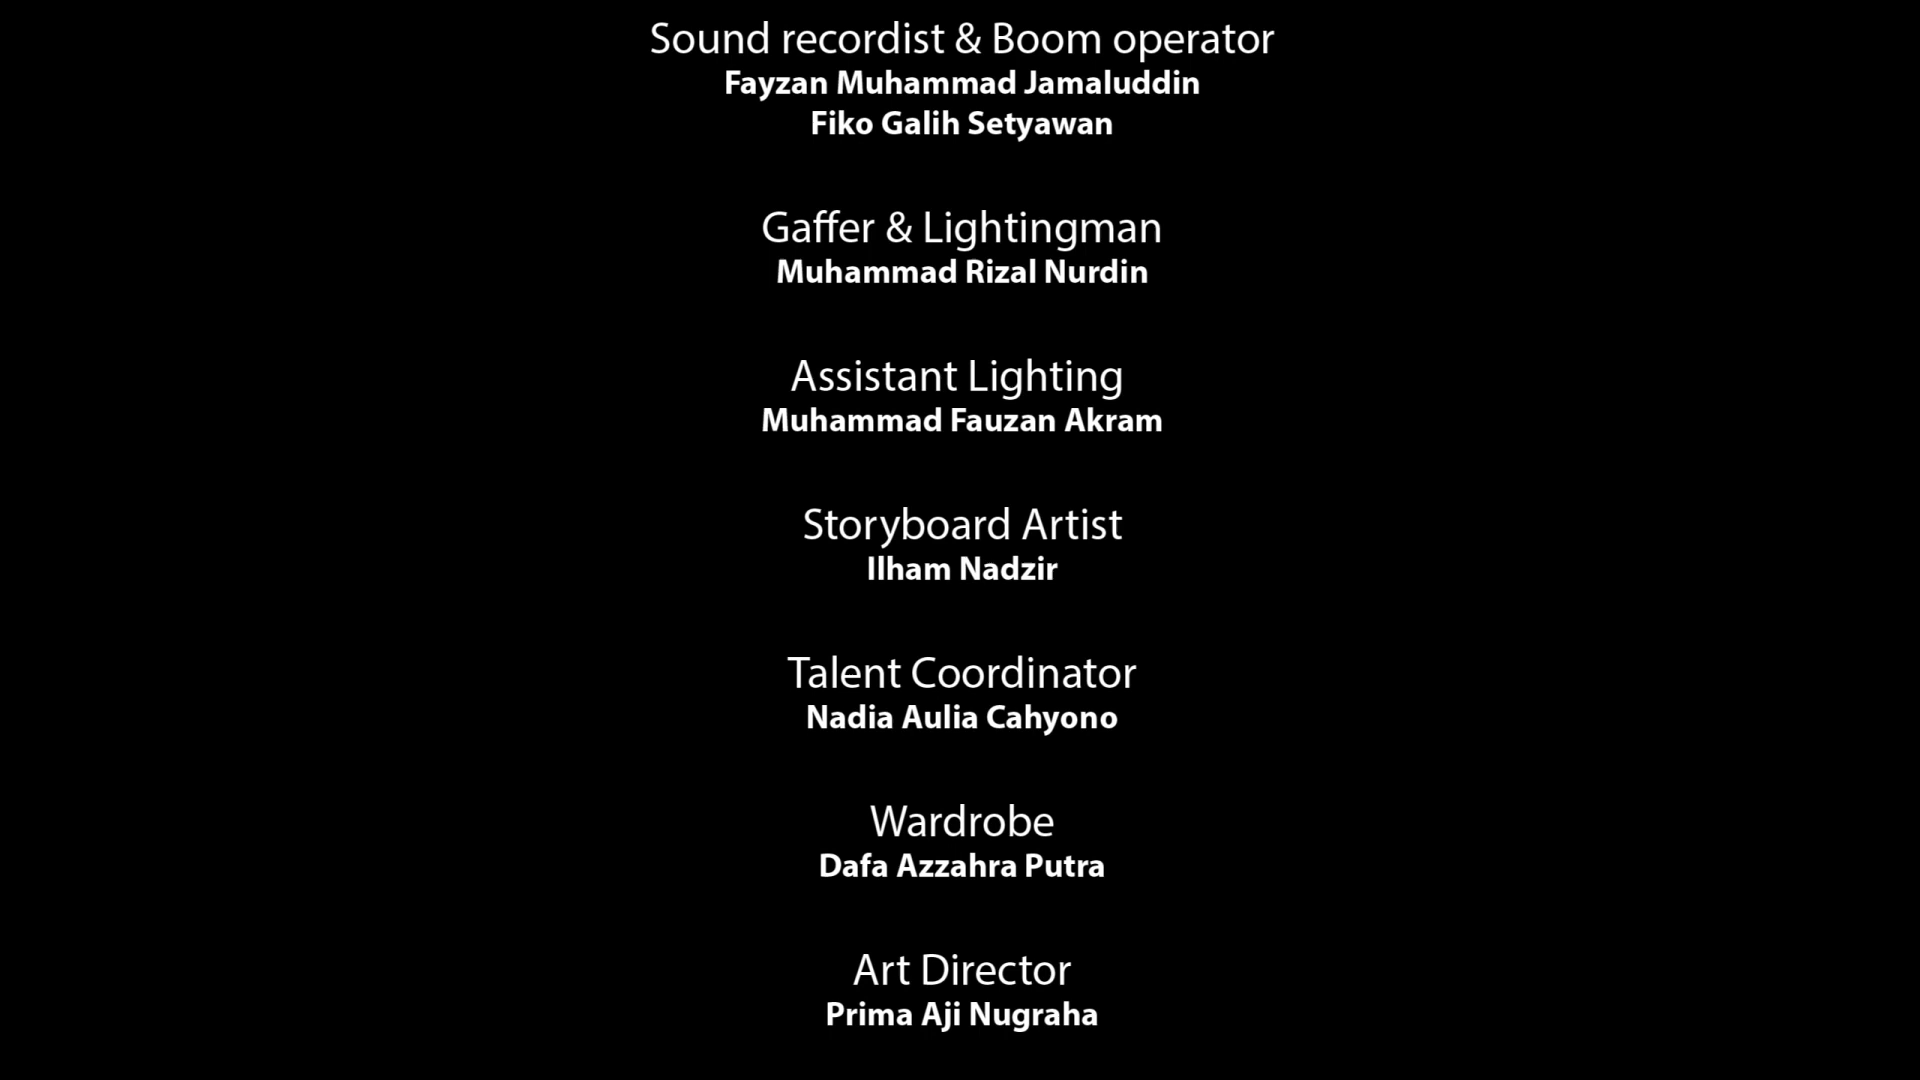 Sound recordist & Boom operator
Fayzan Muhammad Jamaluddin
Fiko Galih Setyawan
Gaffer & Lightingman
Muhammad Rizal Nurdin
Assistant Lighting
Muhammad Fauzan Akram
Storyboard Artist
Ilham Nadzir
Talent Coordinator
Nadia Aulia Cahyono
Wardrobe
Dafa Azzahra Putra
Art Director
Prima Aji Nugraha